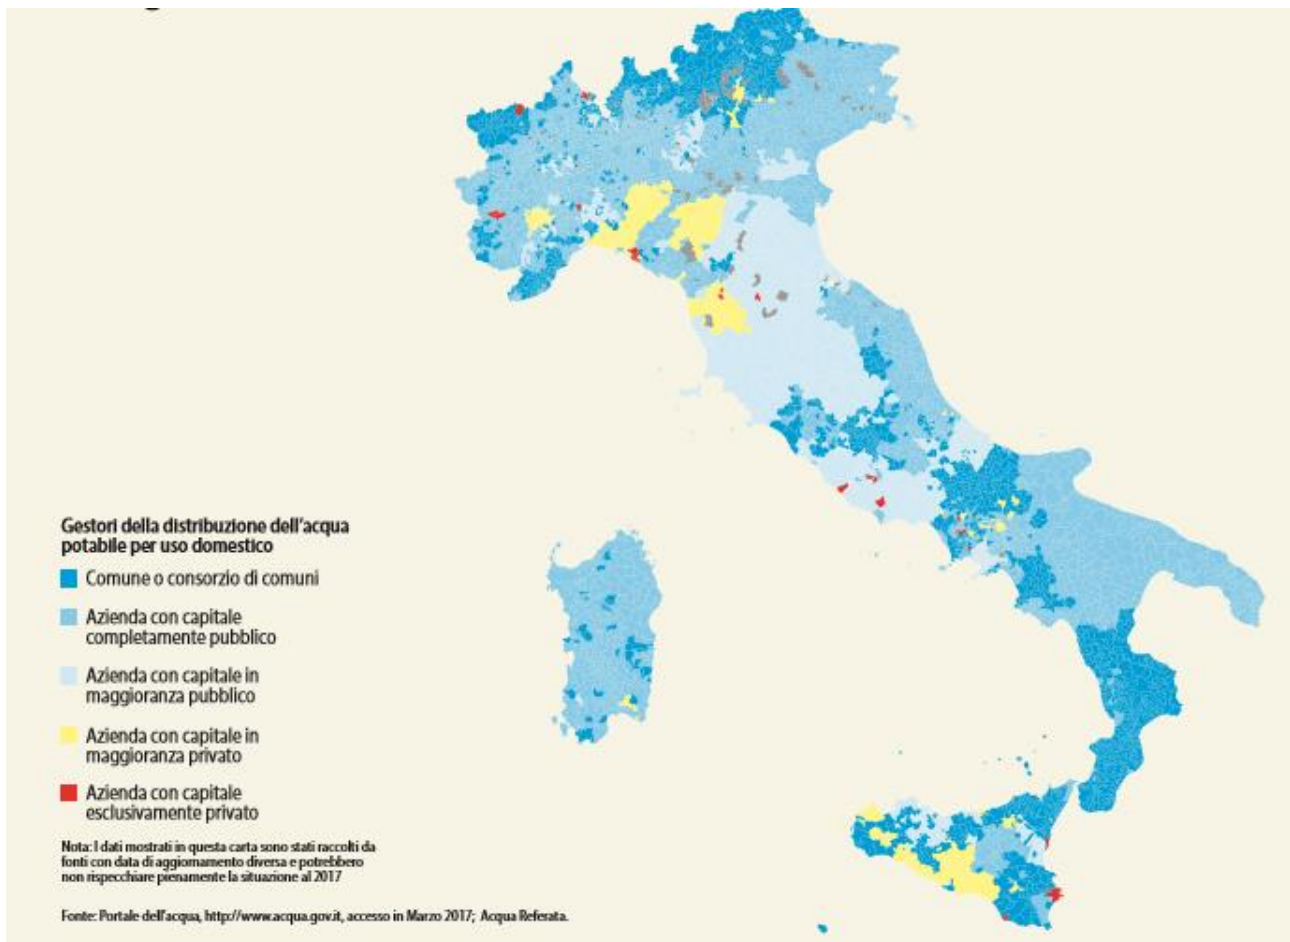 Gestori della distribuzione dell'acqua
potabile per uso domestico
Comune o consorzio di comuni
Azienda con capitale
completamente pubblico
Azienda con capitale in
maggioranza pubblico
Azienda con capitale in
maggioranza privato
Azienda con capitale
esclusivamente privato
Nota: I dati mostrati in questa carta sono stati raccolti da
fonti con data di aggiornamento diversa e potrebbero
non rispecchiare pienamente la situazione al 2017
Fonte: Portale dell'acqua, http://www.acqua.gov.it, accesso in Marzo 2017; Acqua Referata.